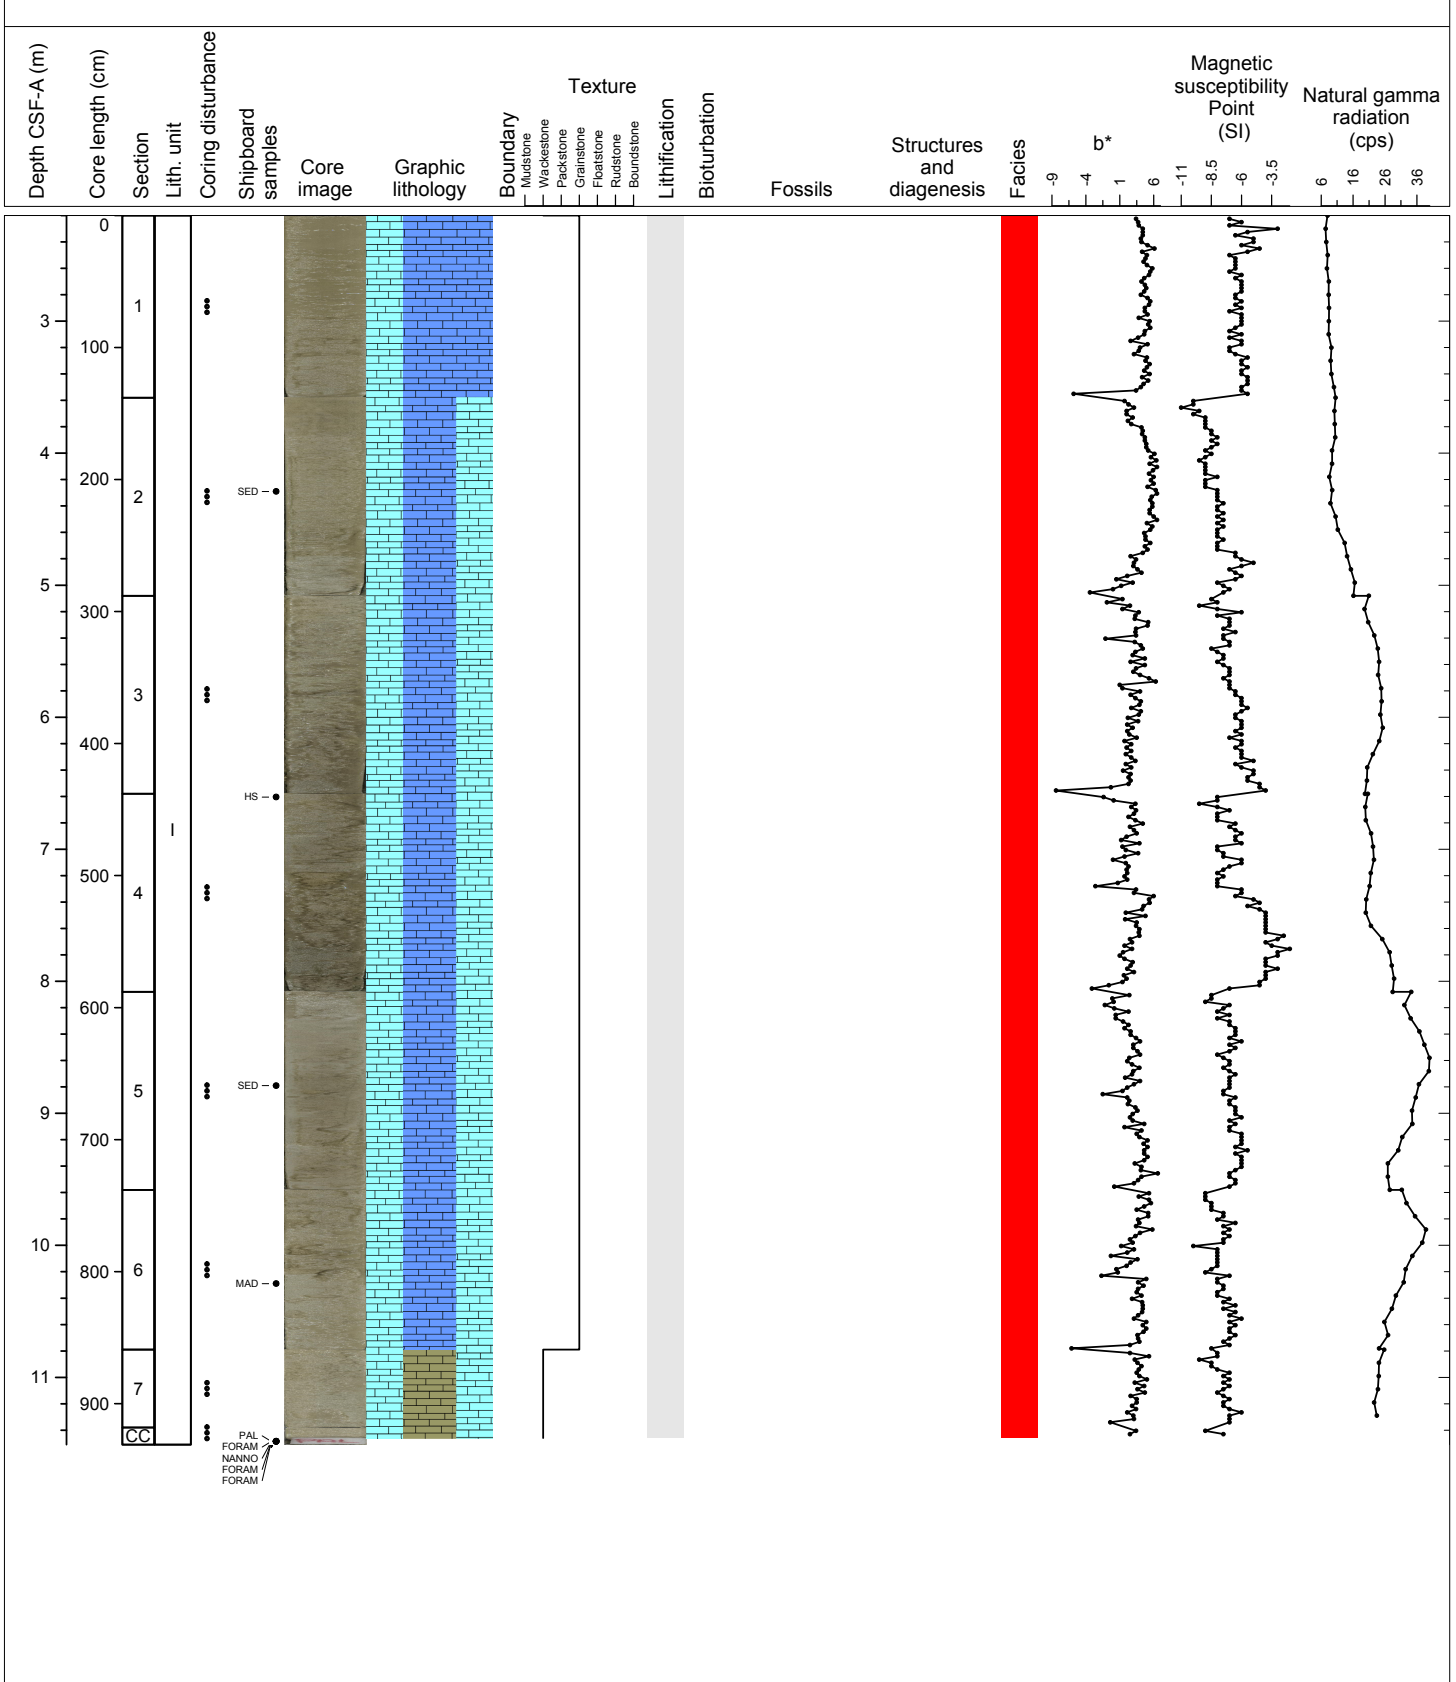 Depth CSF-A (m)
Core length (cm)
Section
Lith. unit
Coring disturbance
Shipboard
samples
Core
image
Graphic
lithology
Boundary
Texture
Mudstone
Wackestone
Packstone
Grainstone
Floatstone
Rudstone
Boundstone
Lithification
Bioturbation
Fossils
Structures
and
diagenesis
Facies
b*
-9
-4
1
6
Magnetic
susceptibility
Point
(SI)
-11
-8.5
-6
-3.5
Natural gamma
radiation
(cps)
6
16
26
36
3
4
5
6
7
8
9
10
11
0
100
200
300
400
500
600
700
800
900
1
2
3
4
5
6
7
CC
I
SED
HS
SED
MAD
PAL
FORAM
NANNO
FORAM
FORAM